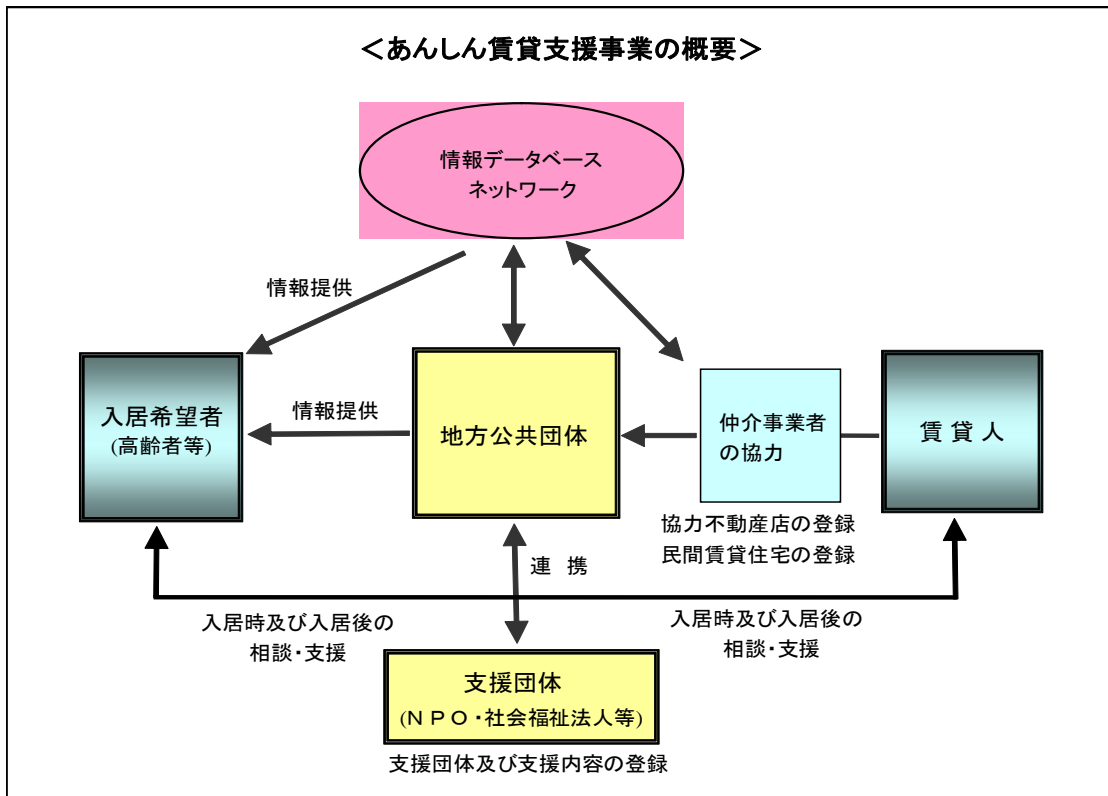 ＜あんしん賃貸支援事業の概要＞
情報データベース
ネットワーク
情報提供
入居希望者
(高齢者等)
情報提供
地方公共団体
仲介事業者
の協力
賃 貸 人
協力不動産店の登録
民間賃貸住宅の登録
連 携
入居時及び入居後の
相談・支援
入居時及び入居後の
相談・支援
支援団体
(ＮＰＯ・社会福祉法人等)
支援団体及び支援内容の登録